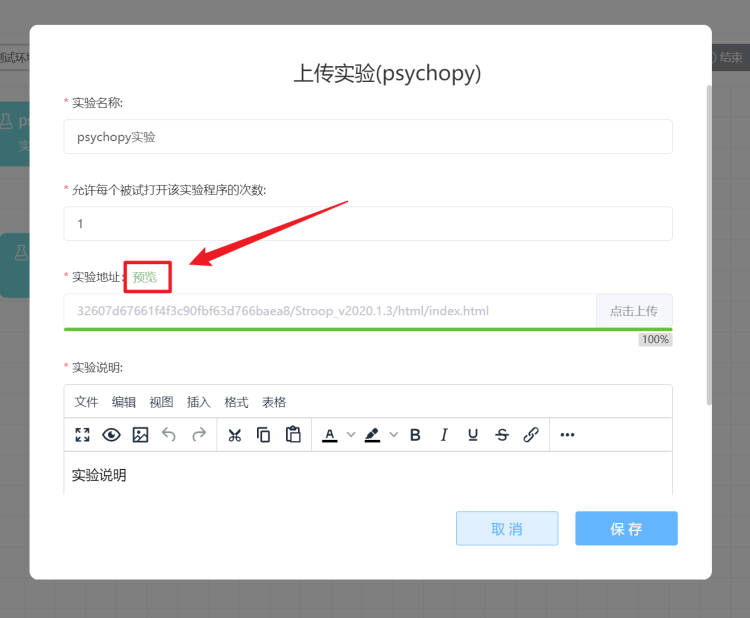 上传实验(psychopy)
测试环境
结束
* 实验名称:
psychopy实验
* 允许每个被试打开该实验程序的次数:
1
* 实验地址: 预览
32607d67661f4f3c90fbf63d766baea8/Stroop_v2020.1.3/html/index.html 点击上传
100%
* 实验说明:
文件 编辑 视图 插入 格式 表格
A B I U S
实验说明
取 消 保 存